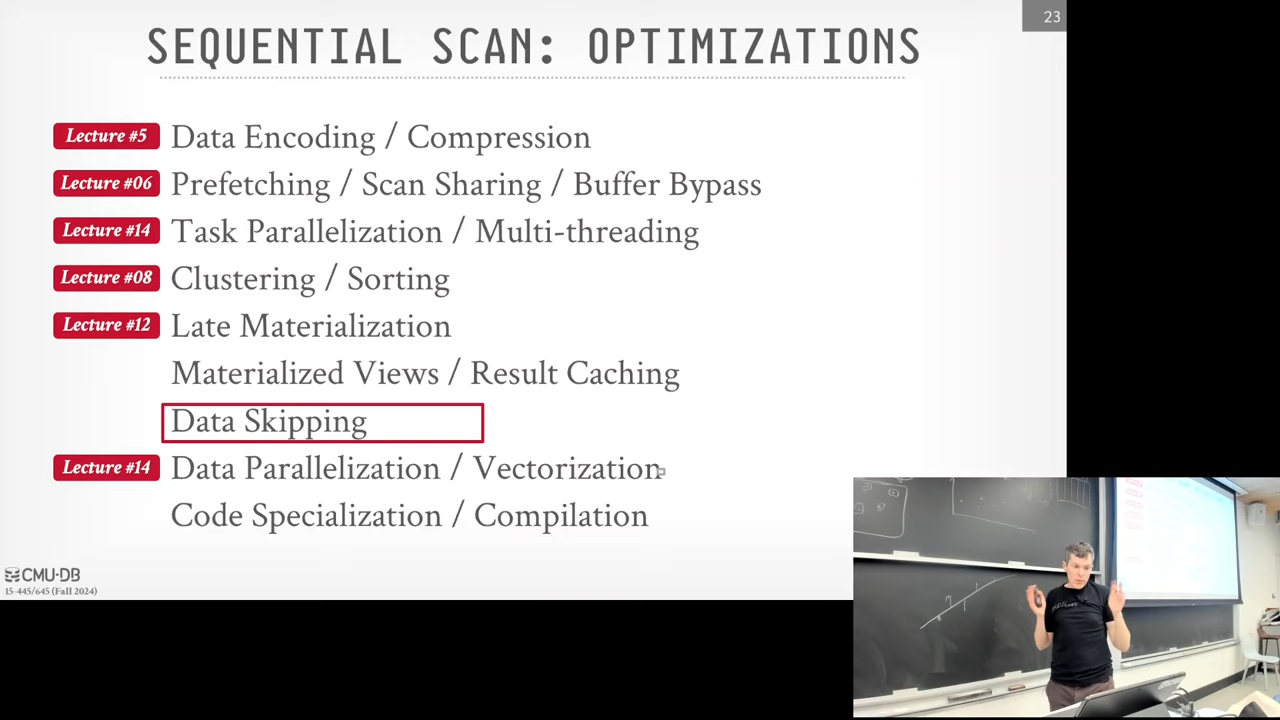 23
SEQUENTIAL SCAN: OPTIMIZATIONS
Lecture #5 Data Encoding / Compression
Lecture #06 Prefetching / Scan Sharing / Buffer Bypass
Lecture #14 Task Parallelization / Multi-threading
Lecture #08 Clustering / Sorting
Lecture #12 Late Materialization
Materialized Views / Result Caching
Data Skipping
Lecture #14 Data Parallelization / Vectorization
Code Specialization / Compilation
CMU·DB
15-445/645 (Fall 2024)